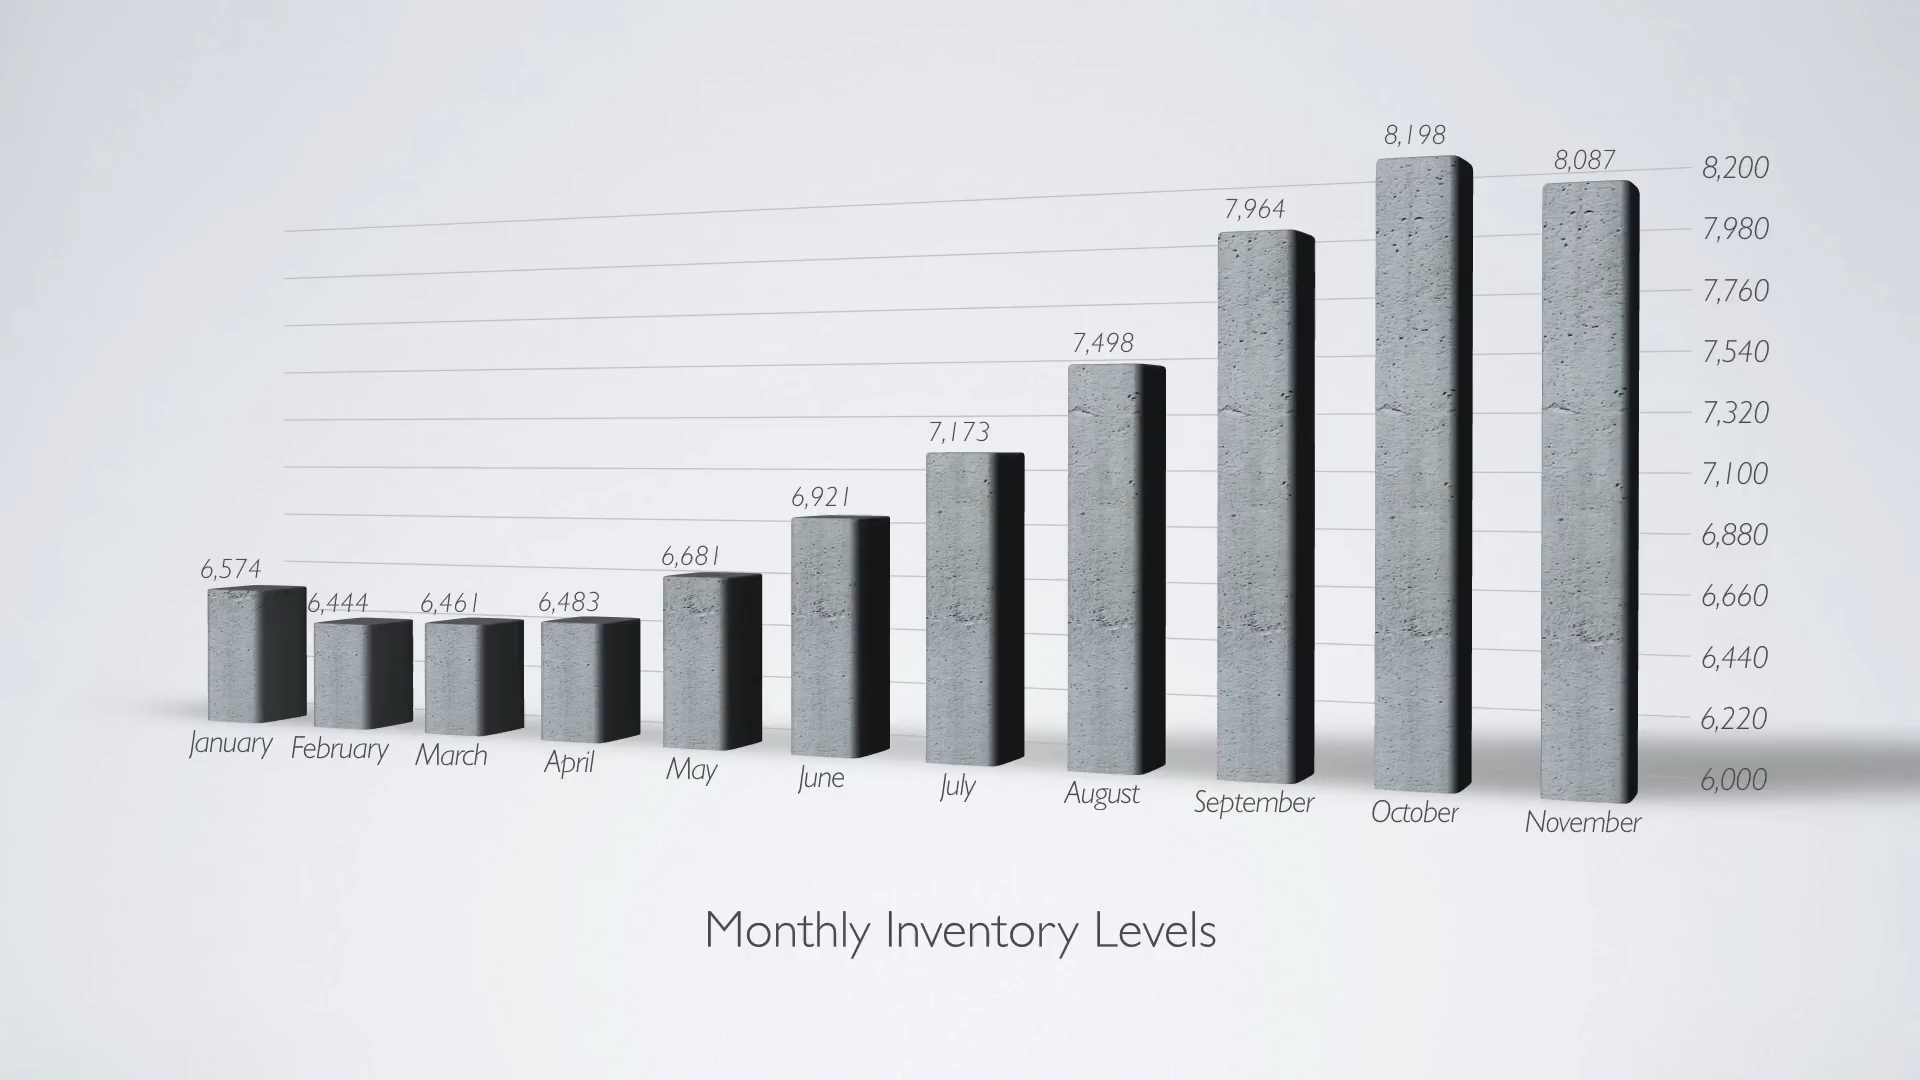 8,198
8,087
8,200
7,964
7,980
7,760
7,498
7,540
7,320
7,173
7,100
6,921
6,880
6,681
6,574
6,444
6,461
6,483
6,660
6,440
6,220
6,000
January
February
March
April
May
June
July
August
September
October
November
Monthly Inventory Levels